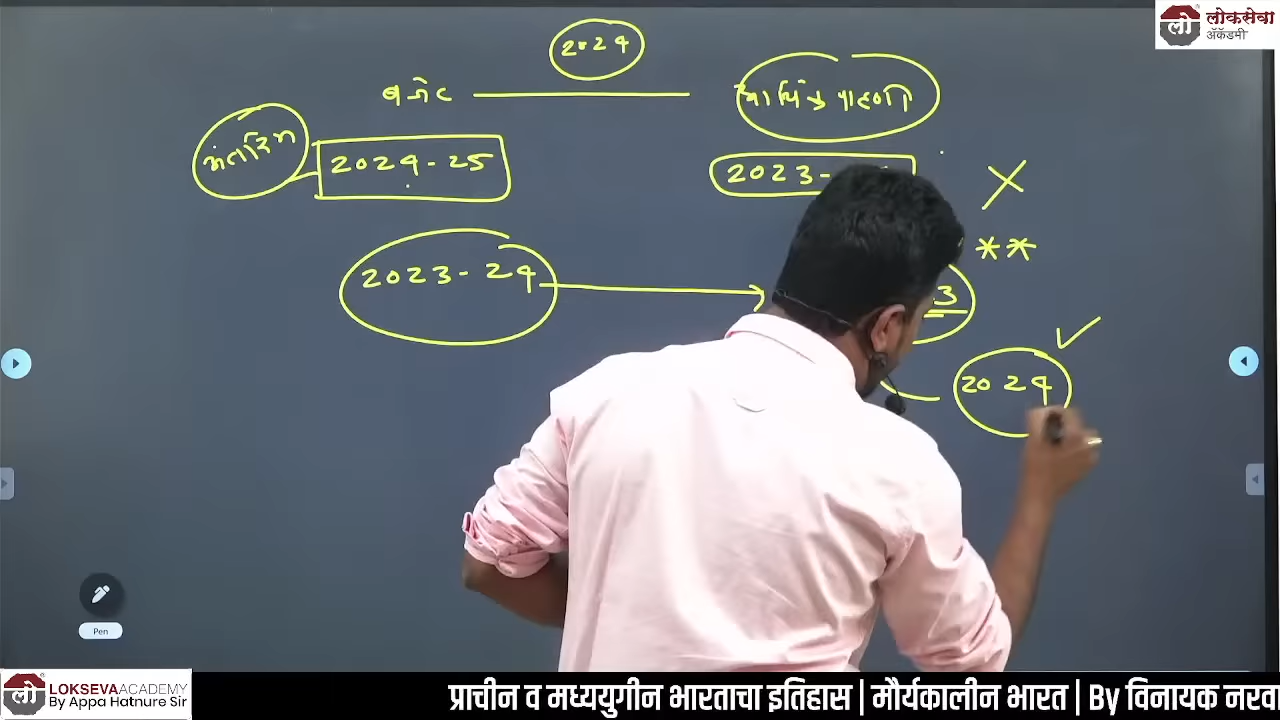 लोकसेवा
अ‍ॅकॅडमी
लो
2024
बजेट
आर्थिक पाहणी
अंतरिम
2024-25
2023-
2023-24
3
2024
Pen
लो
LOKSEVA ACADEMY
By Appa Hatnure Sir
प्राचीन व मध्ययुगीन भारताचा इतिहास | मौर्यकालीन भारत | By विनायक नरवा